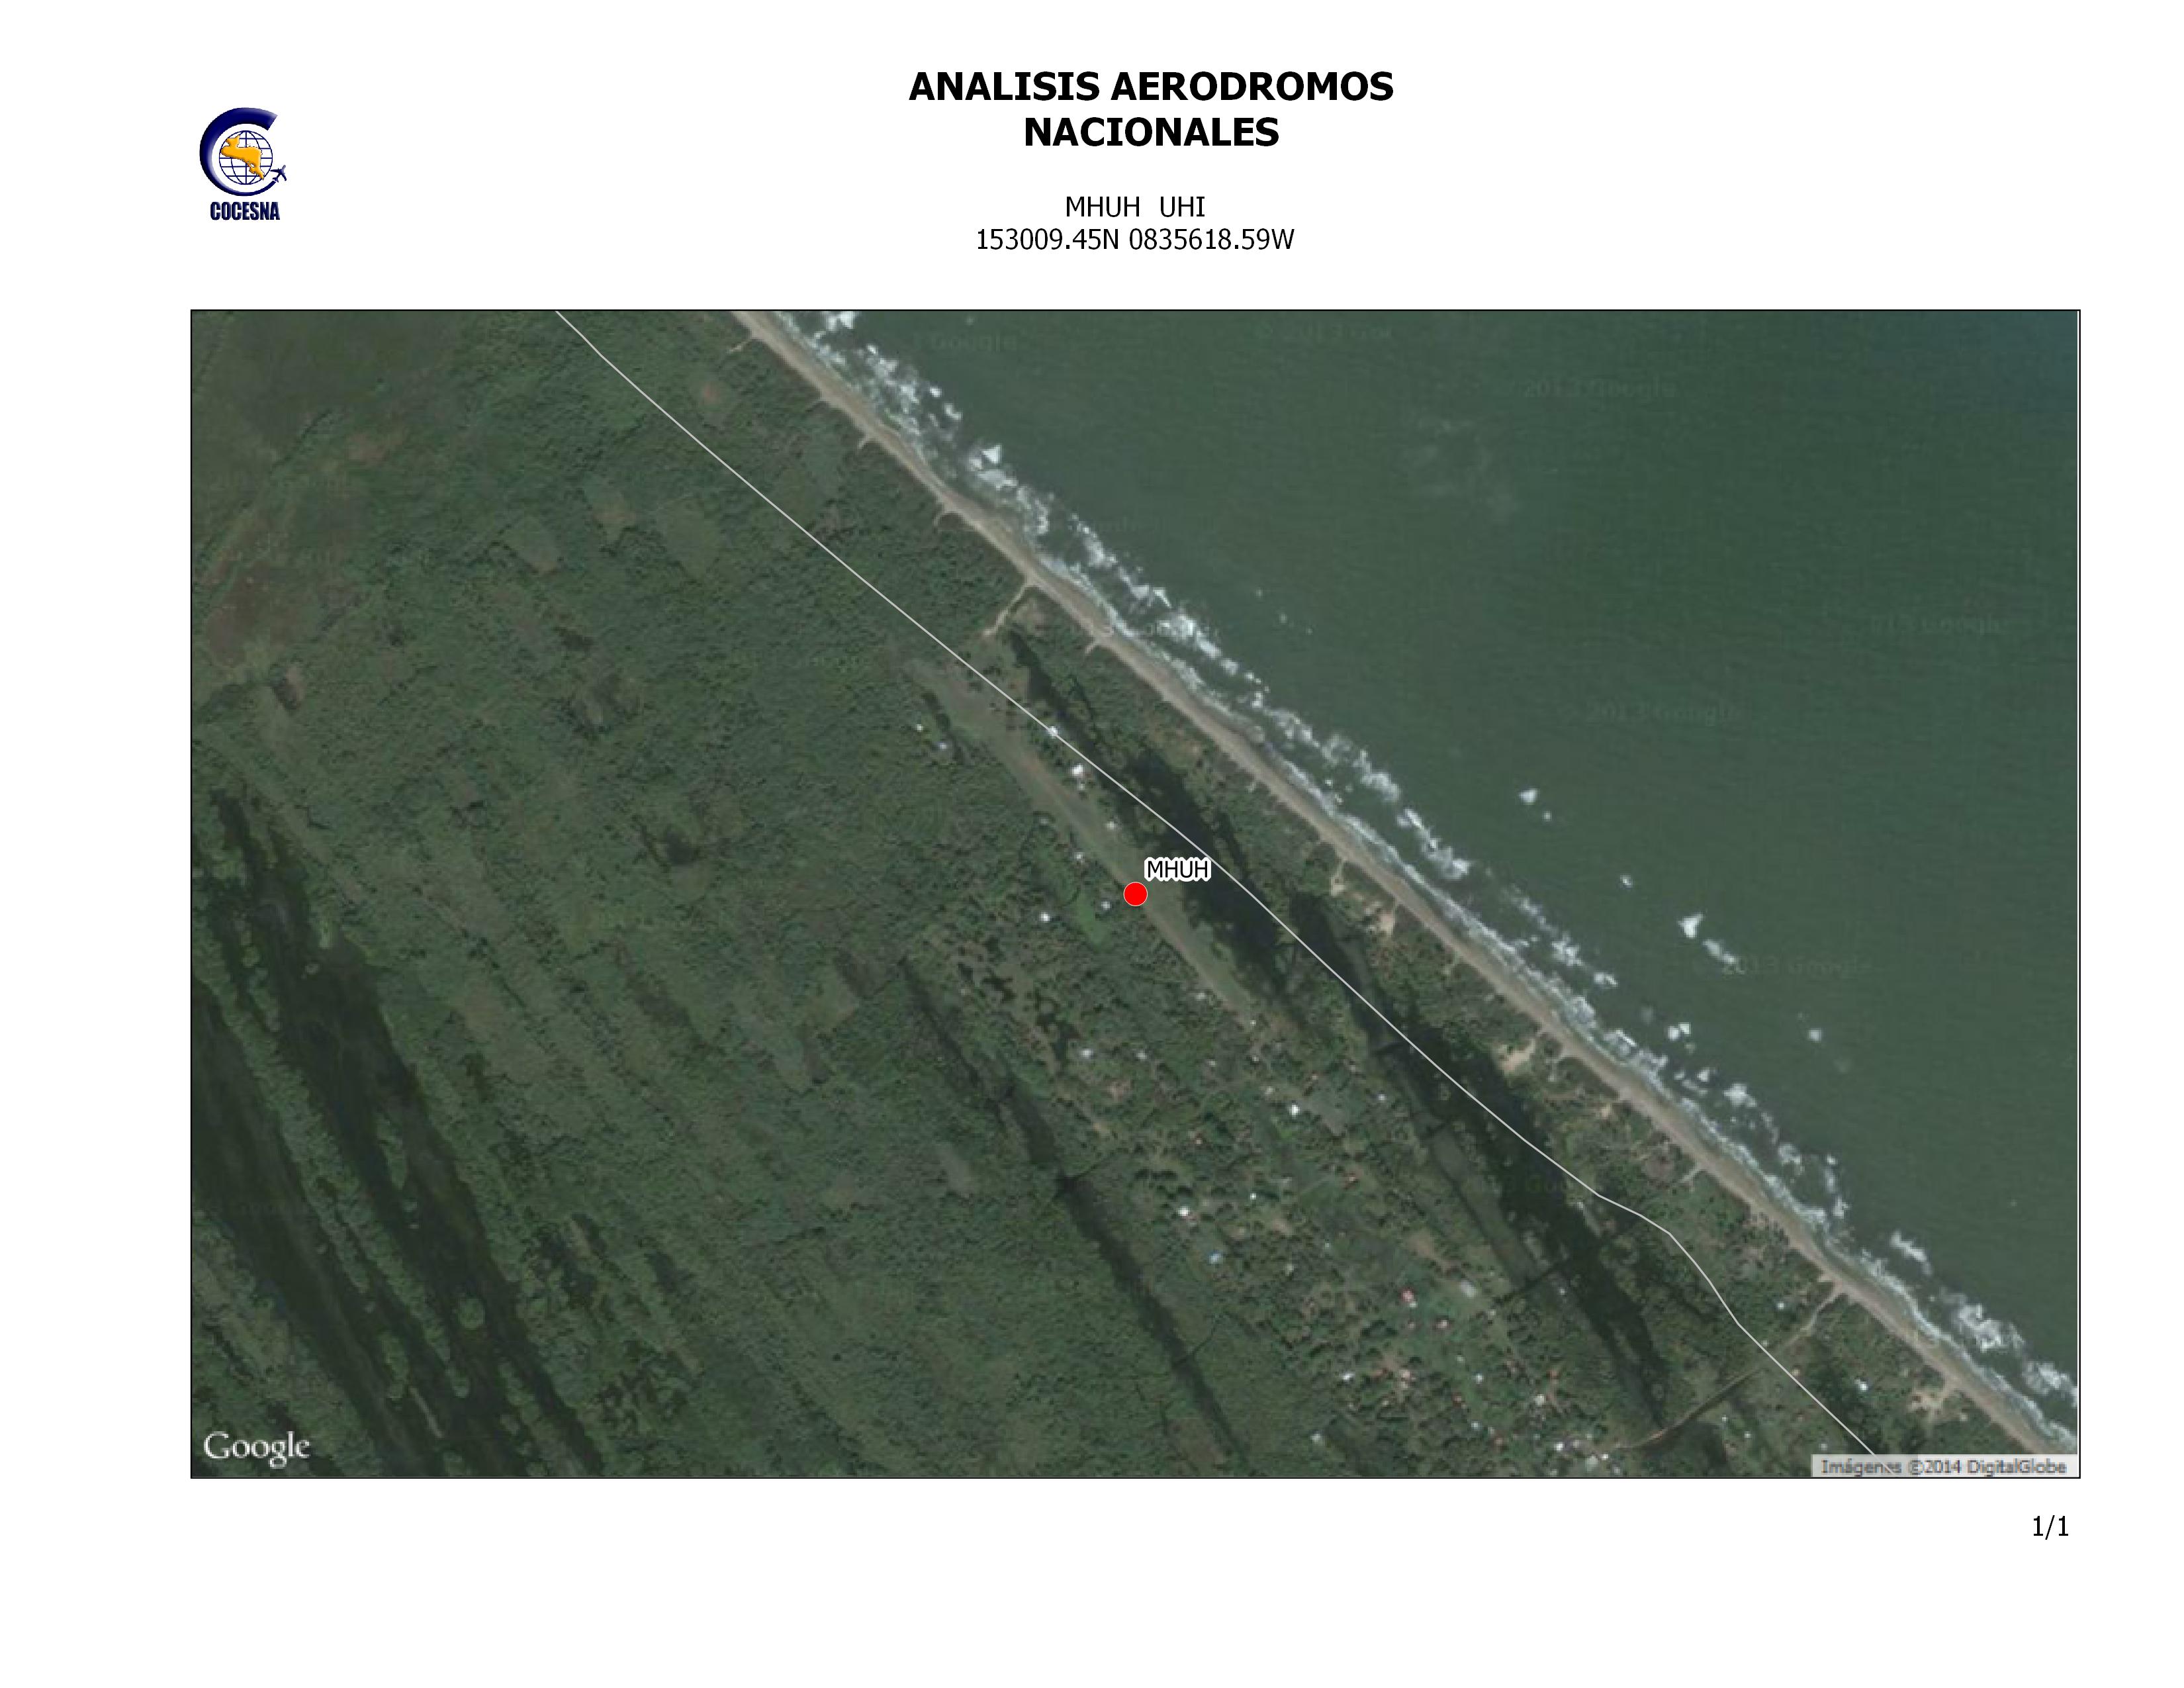 ANALISIS AERODROMOS
NACIONALES
COCESNA
MHUH UHI
153009.45N 0835618.59W
MHUH
Google
Imágenes ©2014 DigitalGlobe
1/1